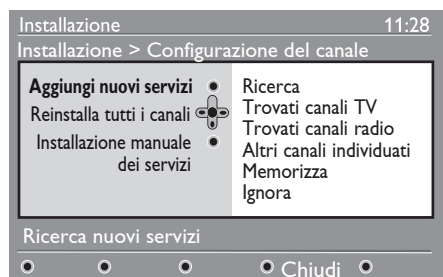 Installazione 11:28
Installazione > Configurazione del canale
Aggiungi nuovi servizi
Reinstalla tutti i canali
Installazione manuale
dei servizi
Ricerca
Trovati canali TV
Trovati canali radio
Altri canali individuati
Memorizza
Ignora
Ricerca nuovi servizi
Chiudi